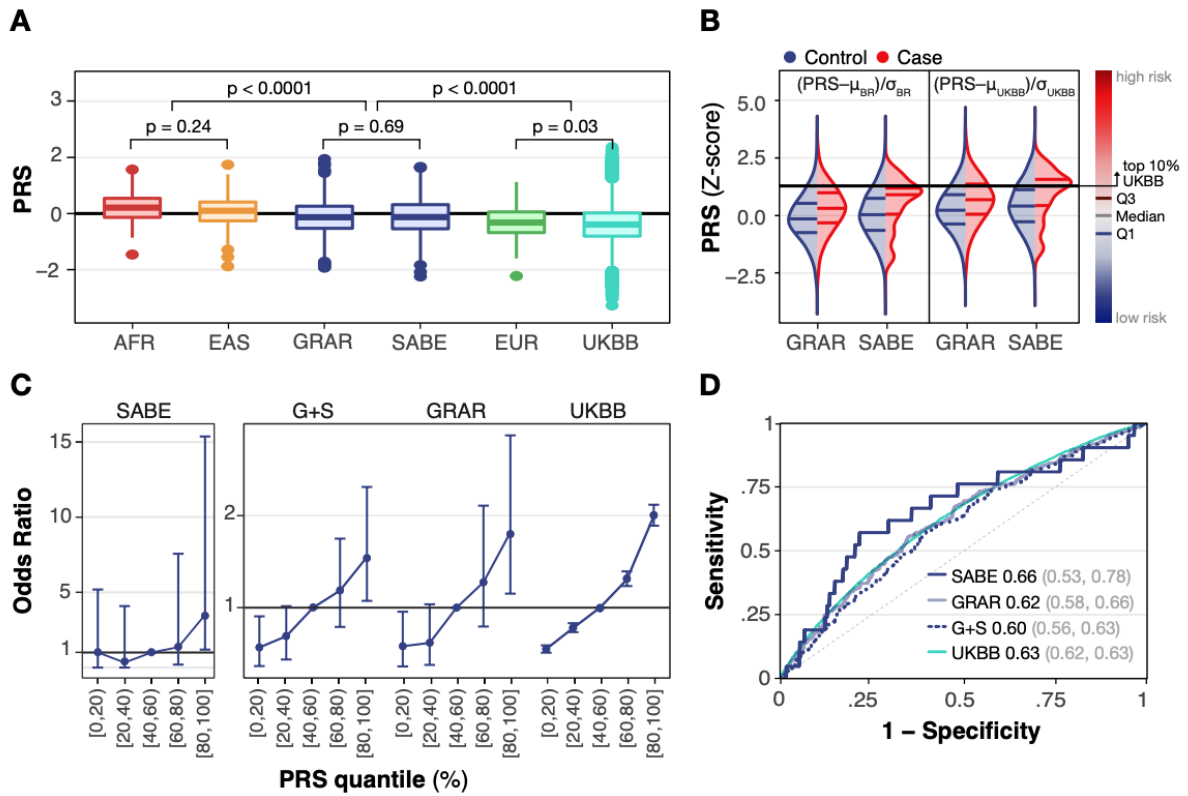 A
PRS
3
2
0
−2
p < 0.0001
p < 0.0001
p = 0.24
p = 0.69
p = 0.03
AFR EAS GRAR SABE EUR UKBB
B
Control Case
(PRS−μBR)/σBR (PRS−μUKBB)/σUKBB
PRS (Z-score)
5.0
2.5
0.0
−2.5
GRAR SABE GRAR SABE
high risk
top 10%
UKBB
Q3
Median
Q1
low risk
C
SABE G+S GRAR UKBB
Odds Ratio
15
10
5
1
2
1
[0,20) [20,40) [40,60) [60,80) [80,100] [0,20) [20,40) [40,60) [60,80) [80,100] [0,20) [20,40) [40,60) [60,80) [80,100] [0,20) [20,40) [40,60) [60,80) [80,100]
PRS quantile (%)
D
Sensitivity
1
.75
0.5
0.25
0
SABE 0.66 (0.53, 0.78)
GRAR 0.62 (0.58, 0.66)
G+S 0.60 (0.56, 0.63)
UKBB 0.63 (0.62, 0.63)
0 .25 0.5 0.75 1
1 − Specificity